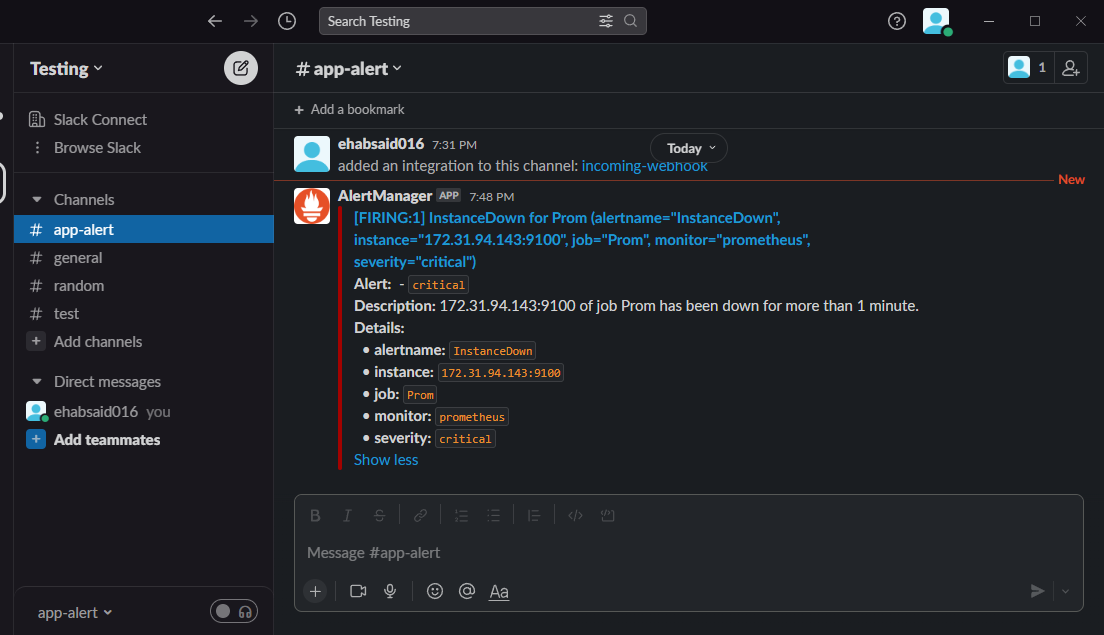 Search Testing
Testing
# app-alert
1
Slack Connect
+ Add a bookmark
Browse Slack
ehabsaid016 7:31 PM
Today
added an integration to this channel: incoming-webhook
New
Channels
# app-alert
# general
# random
# test
+ Add channels
Direct messages
ehabsaid016 you
+ Add teammates
AlertManager APP 7:48 PM
[FIRING:1] InstanceDown for Prom (alertname="InstanceDown",
instance="172.31.94.143:9100", job="Prom", monitor="prometheus",
severity="critical")
Alert: - critical
Description: 172.31.94.143:9100 of job Prom has been down for more than 1 minute.
Details:
• alertname: InstanceDown
• instance: 172.31.94.143:9100
• job: Prom
• monitor: prometheus
• severity: critical
Show less
B I S
Message #app-alert
+ @ Aa
app-alert